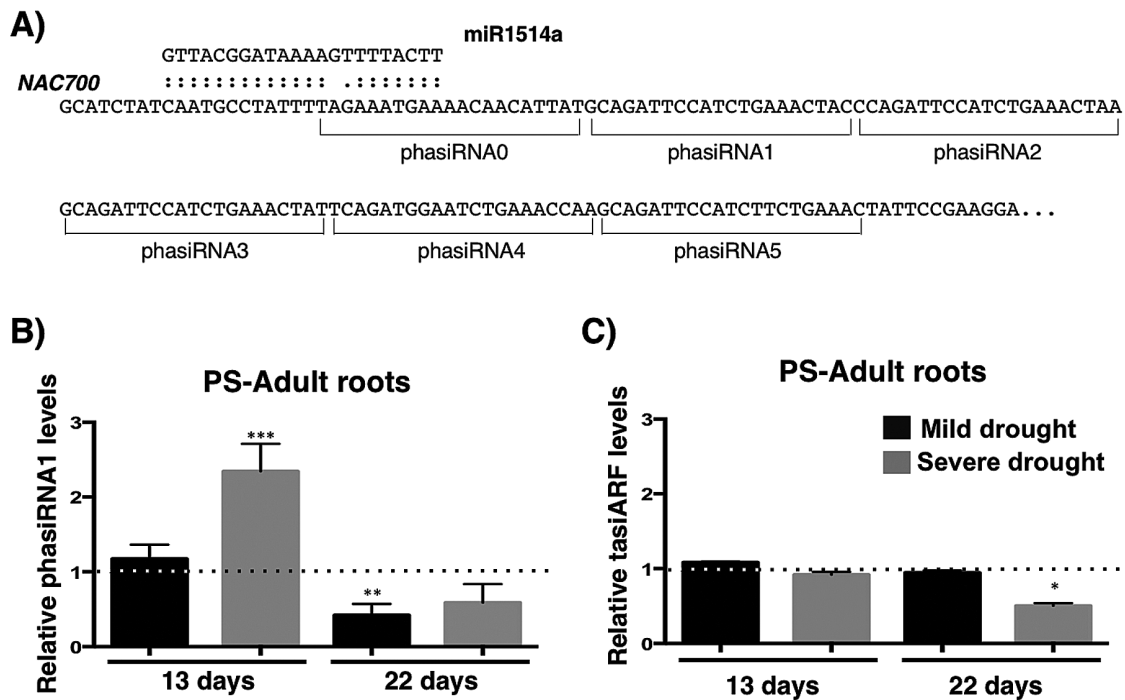 A)
miR1514a
GTTACGGATAAAAGTTTTACTT
NAC700
::::::::::::: .:::::::
GCATCTATCAATGCCTATTTTAGAAATGAAAACAACATTATGCAGATTCCATCTGAAACTACCCAGATTCCATCTGAAACTAA
phasiRNA0 phasiRNA1 phasiRNA2
GCAGATTCCATCTGAAACTATTCAGATGGAATCTGAAACCAAGCAGATTCCATCTTCTGAAACTATTCCGAAGGA...
phasiRNA3 phasiRNA4 phasiRNA5
B)
PS-Adult roots
Relative phasiRNA1 levels
3
2
1
0
***
**
13 days 22 days
C)
PS-Adult roots
Relative tasiARF levels
3
2
1
0
Mild drought
Severe drought
*
13 days 22 days